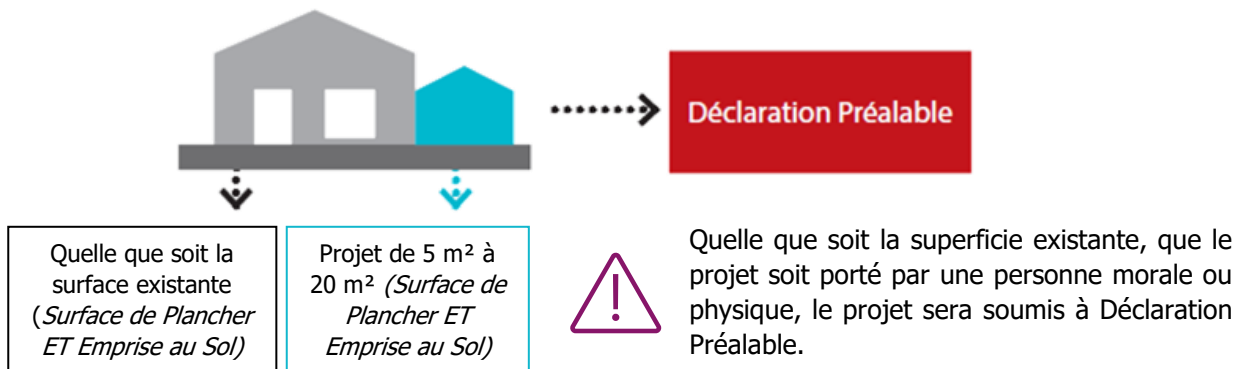 Déclaration Préalable
Quelle que soit la
surface existante
(Surface de Plancher
ET Emprise au Sol)
Projet de 5 m² à
20 m² (Surface de
Plancher ET
Emprise au Sol)
Quelle que soit la superficie existante, que le
projet soit porté par une personne morale ou
physique, le projet sera soumis à Déclaration
Préalable.